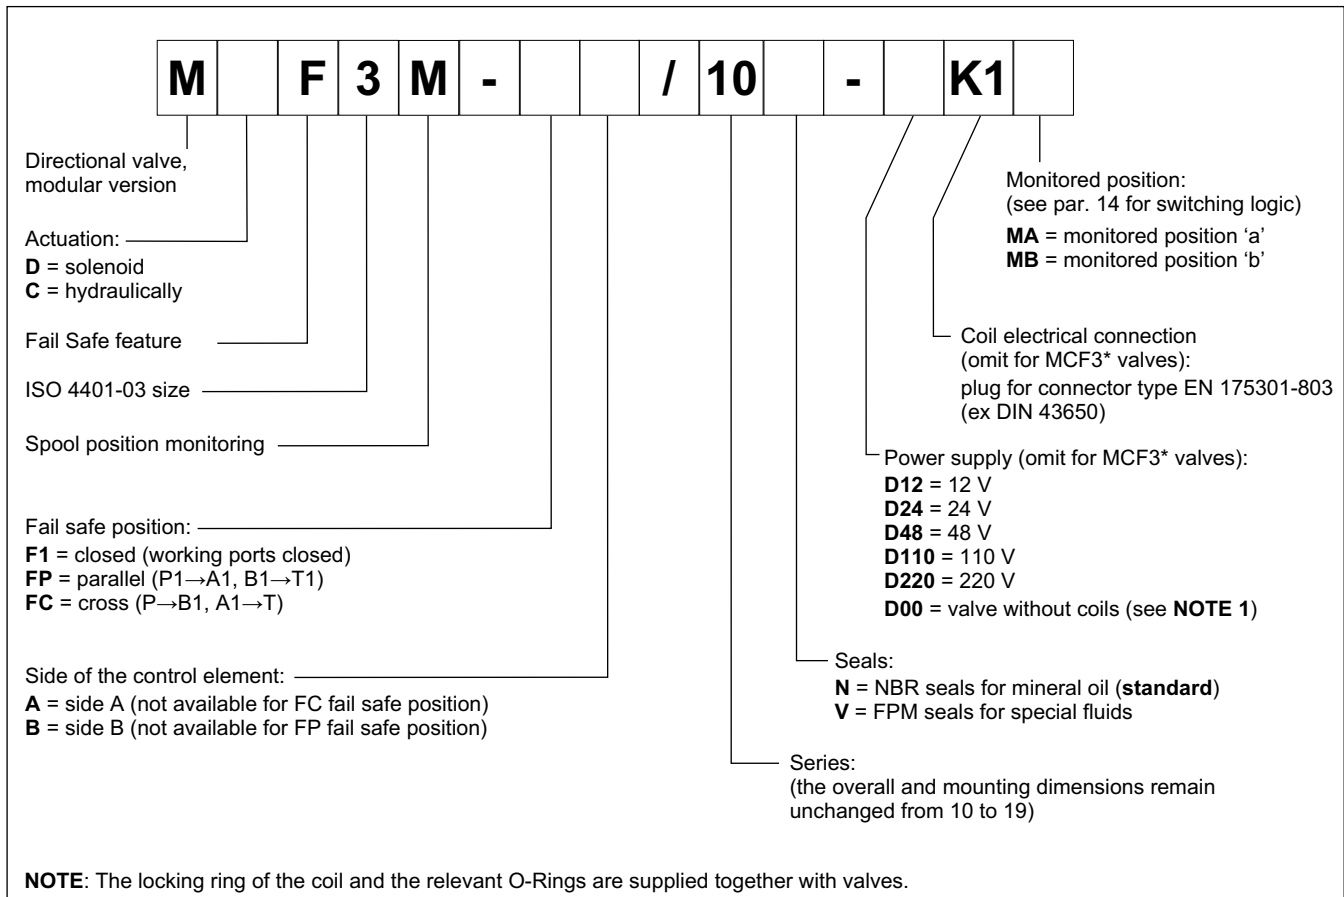 M F 3 M - / 10 - K1
Directional valve,
modular version
Actuation:
D = solenoid
C = hydraulically
Fail Safe feature
ISO 4401-03 size
Spool position monitoring
Fail safe position:
F1 = closed (working ports closed)
FP = parallel (P1→A1, B1→T1)
FC = cross (P→B1, A1→T)
Side of the control element:
A = side A (not available for FC fail safe position)
B = side B (not available for FP fail safe position)
Monitored position:
(see par. 14 for switching logic)
MA = monitored position ‘a’
MB = monitored position ‘b’
Coil electrical connection
(omit for MCF3* valves):
plug for connector type EN 175301-803
(ex DIN 43650)
Power supply (omit for MCF3* valves):
D12 = 12 V
D24 = 24 V
D48 = 48 V
D110 = 110 V
D220 = 220 V
D00 = valve without coils (see NOTE 1)
Seals:
N = NBR seals for mineral oil (standard)
V = FPM seals for special fluids
Series:
(the overall and mounting dimensions remain
unchanged from 10 to 19)
NOTE: The locking ring of the coil and the relevant O-Rings are supplied together with valves.